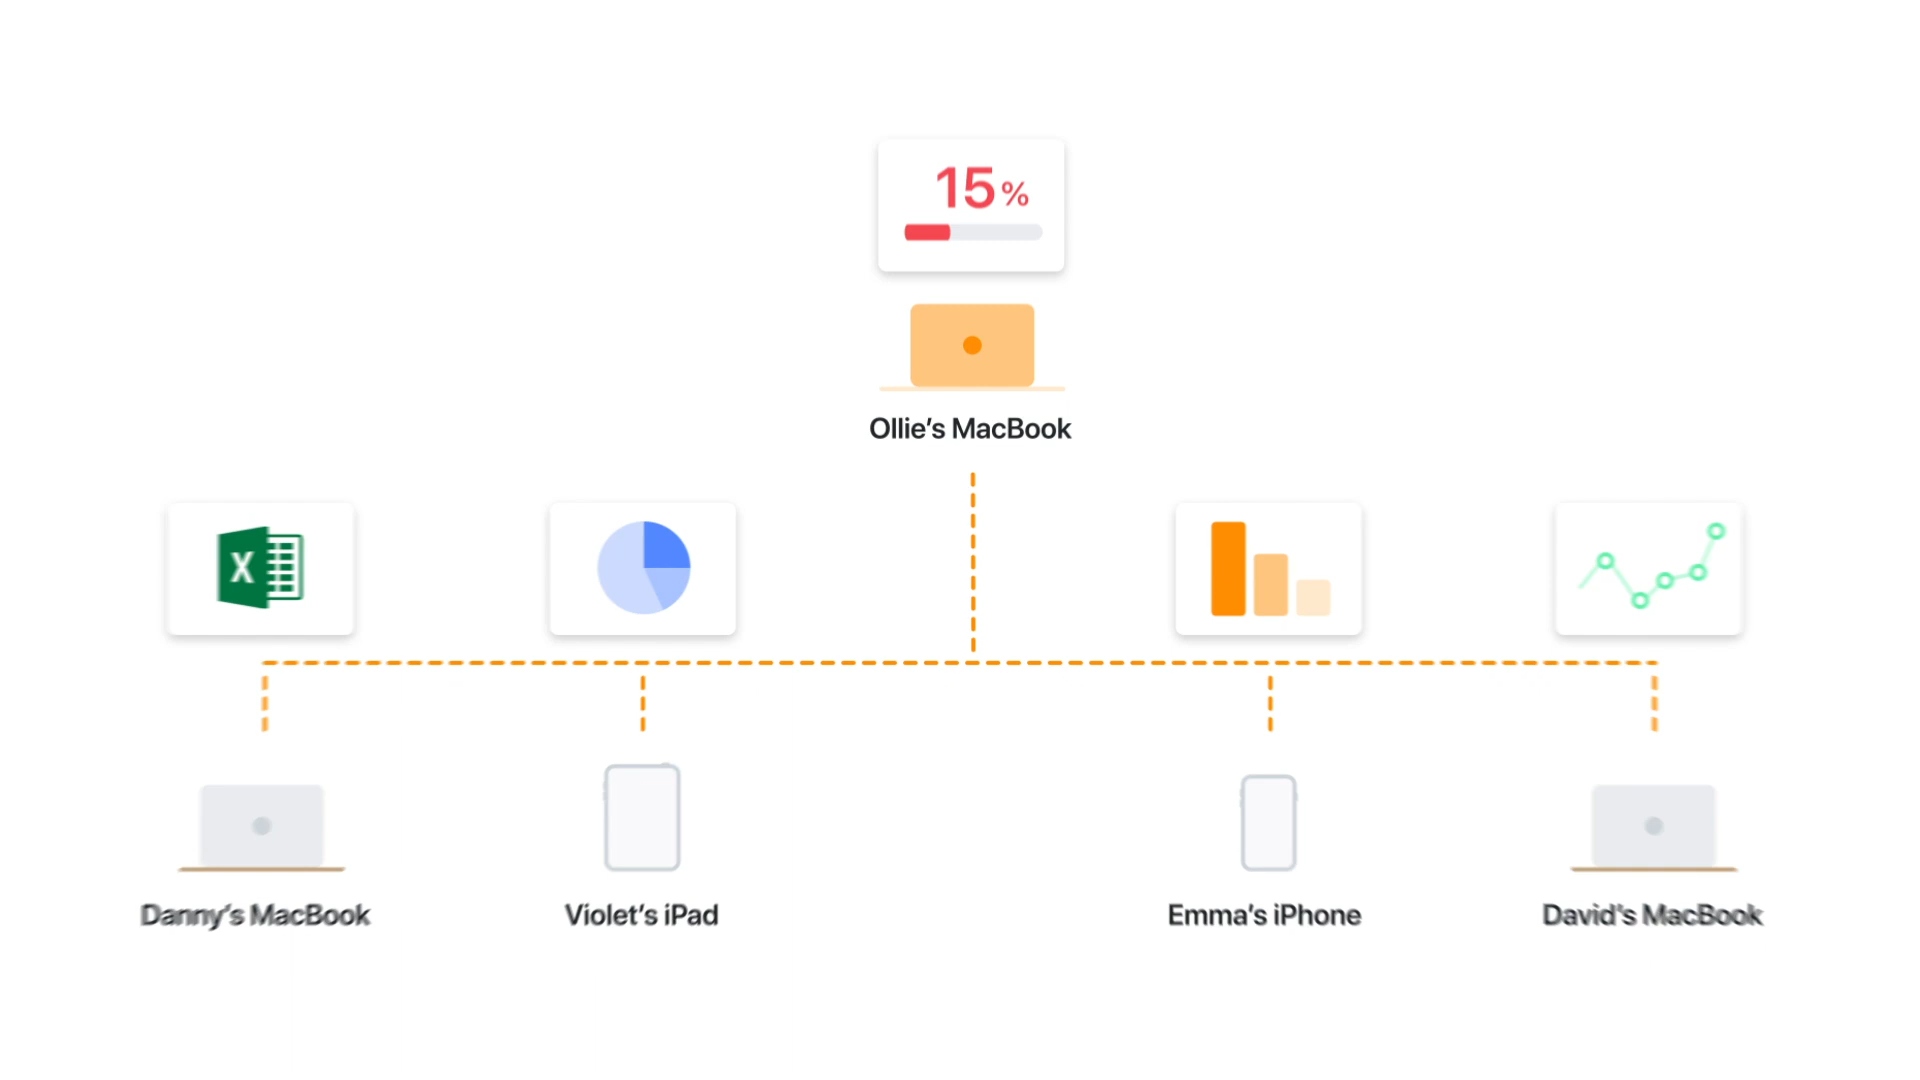 15%
Ollie’s MacBook
X
Danny’s MacBook
Violet’s iPad
Emma’s iPhone
David’s MacBook